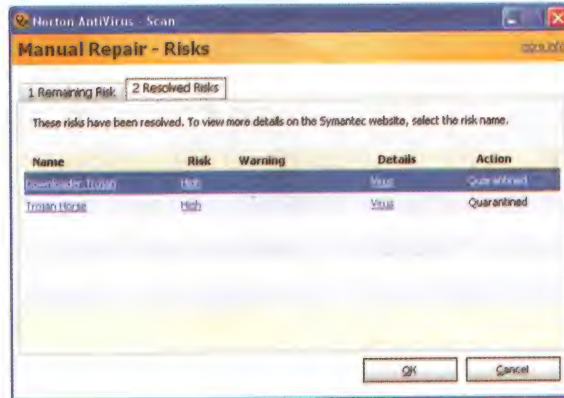 Norton AntiVirus - Scan
Manual Repair - Risks
more info
1 Remaining Risk 2 Resolved Risks
These risks have been resolved. To view more details on the Symantec website, select the risk name.
Name Risk Warning Details Action
Downloader.Trojan High Virus Quarantined
Trojan Horse High Virus Quarantined
OK Cancel